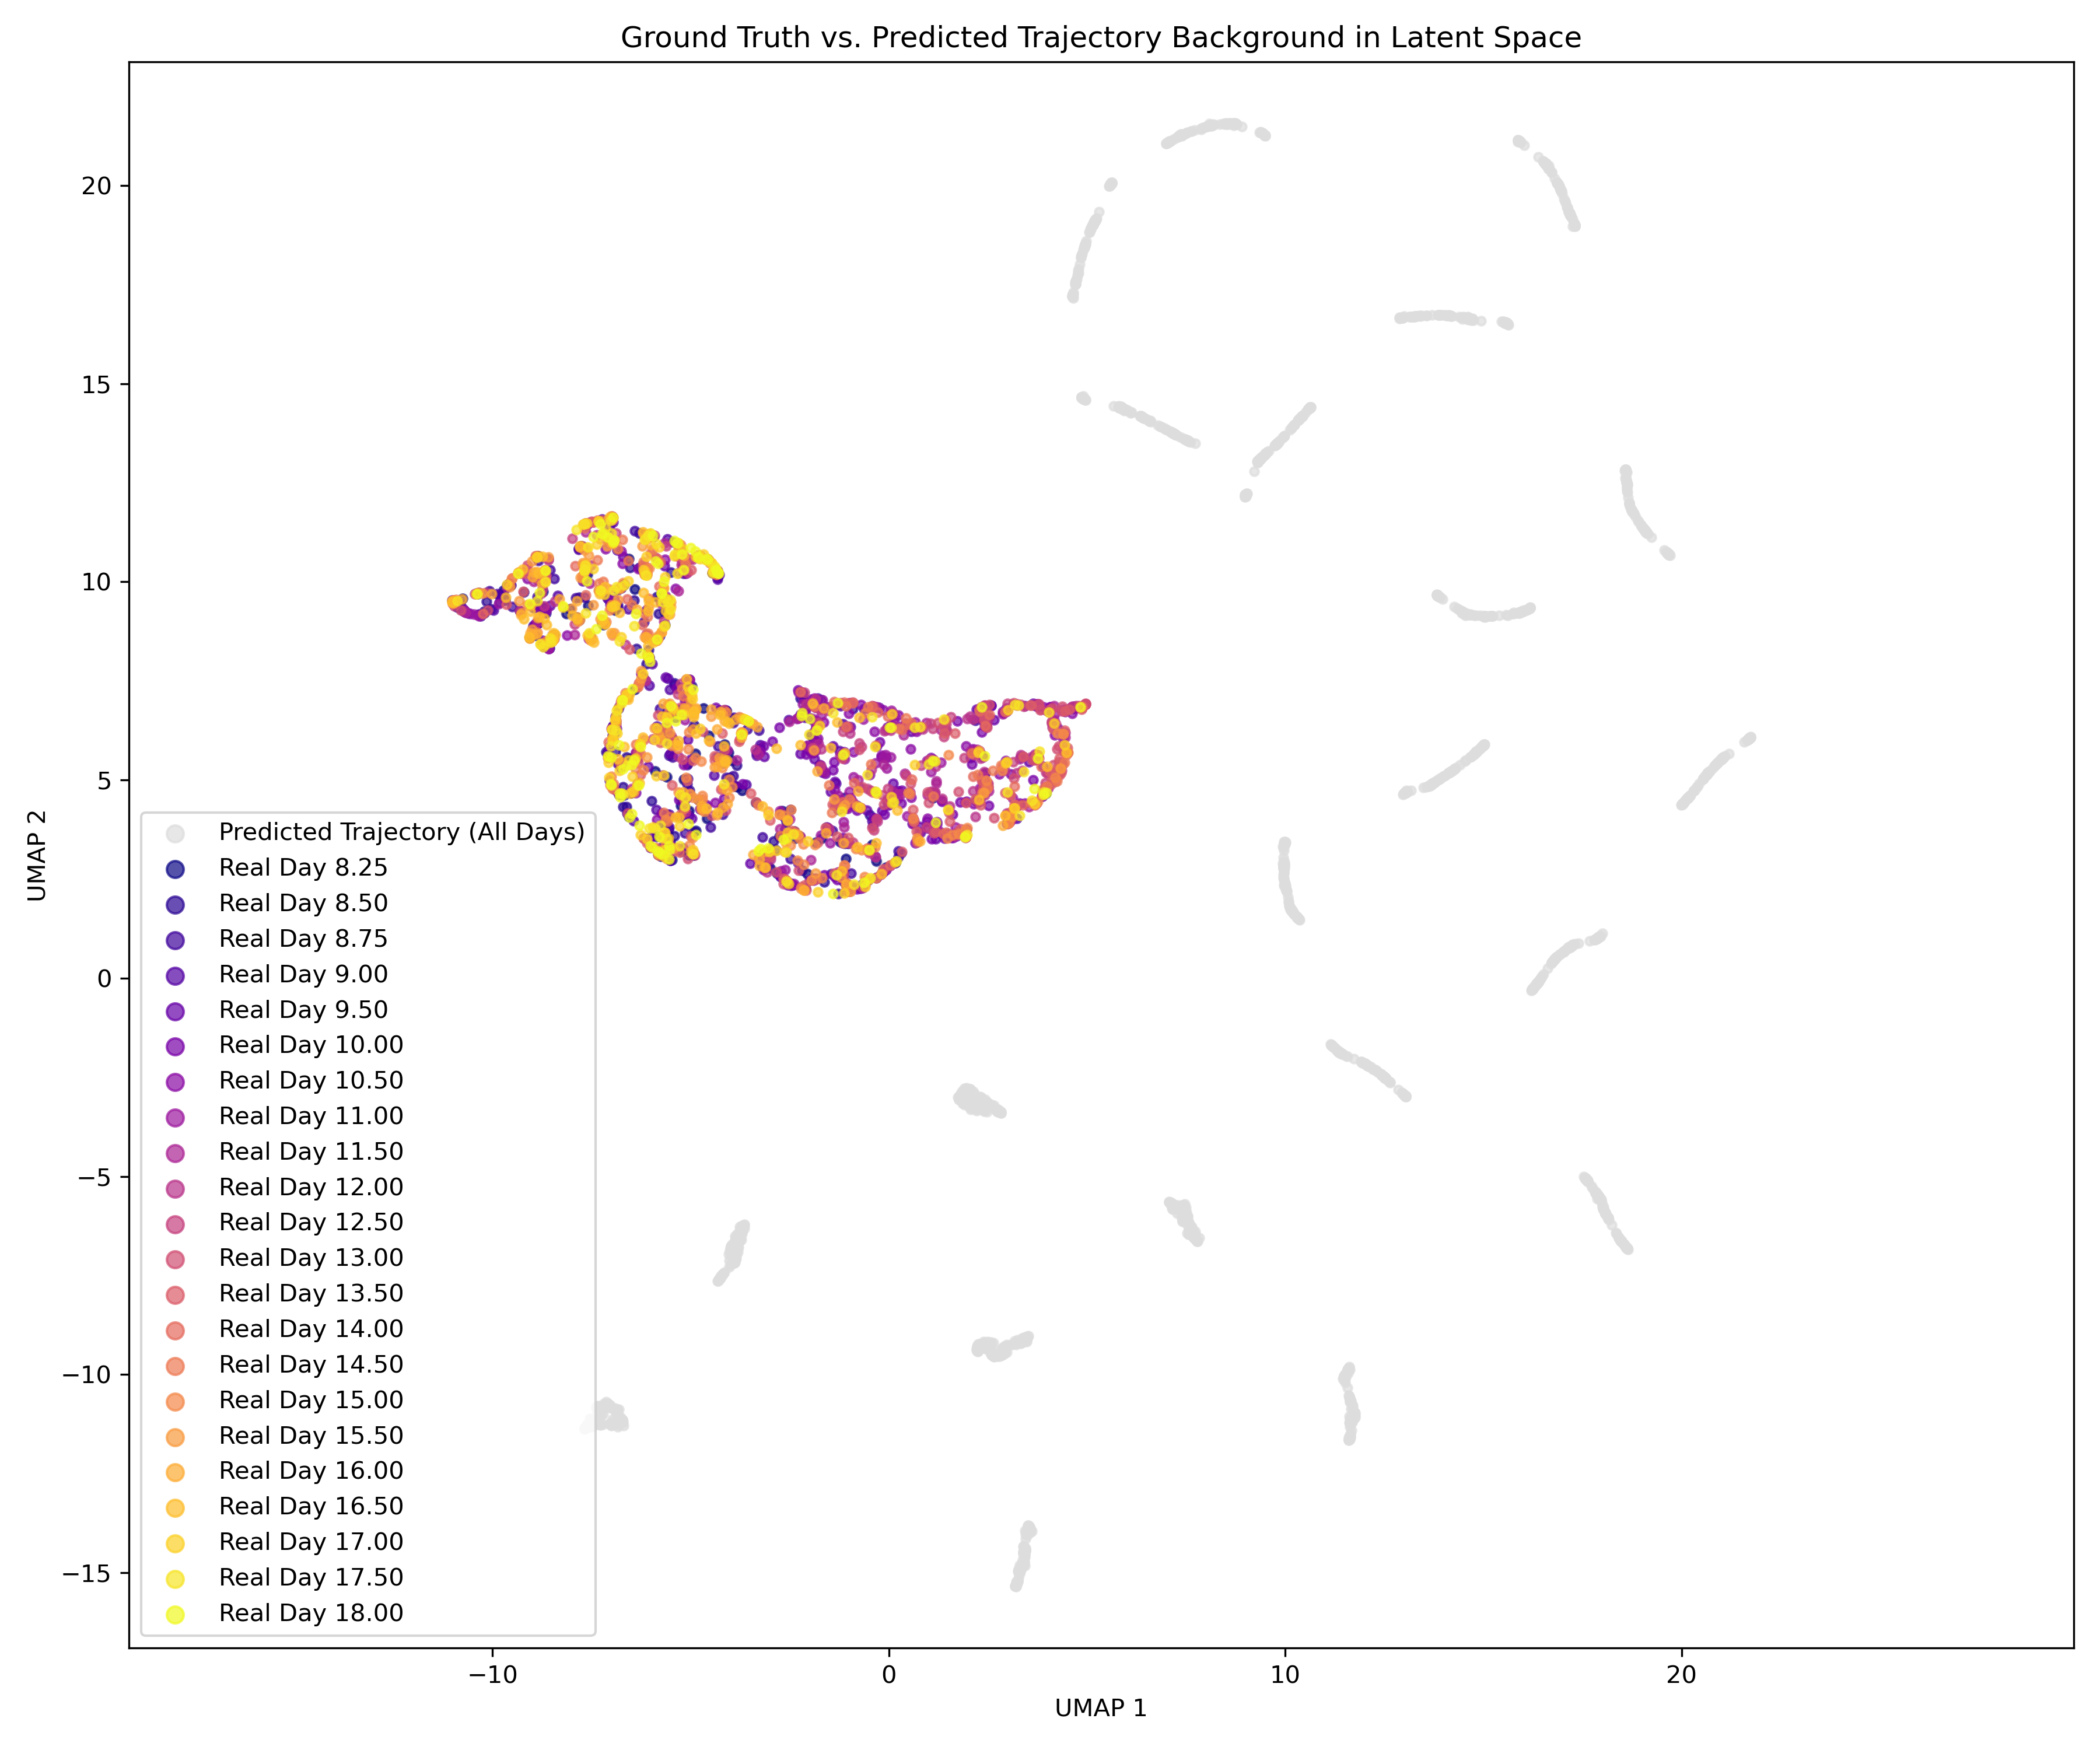 Ground Truth vs. Predicted Trajectory Background in Latent Space
UMAP 2
20
15
10
5
0
−5
−10
−15
Predicted Trajectory (All Days)
Real Day 8.25
Real Day 8.50
Real Day 8.75
Real Day 9.00
Real Day 9.50
Real Day 10.00
Real Day 10.50
Real Day 11.00
Real Day 11.50
Real Day 12.00
Real Day 12.50
Real Day 13.00
Real Day 13.50
Real Day 14.00
Real Day 14.50
Real Day 15.00
Real Day 15.50
Real Day 16.00
Real Day 16.50
Real Day 17.00
Real Day 17.50
Real Day 18.00
−10 0 10 20
UMAP 1